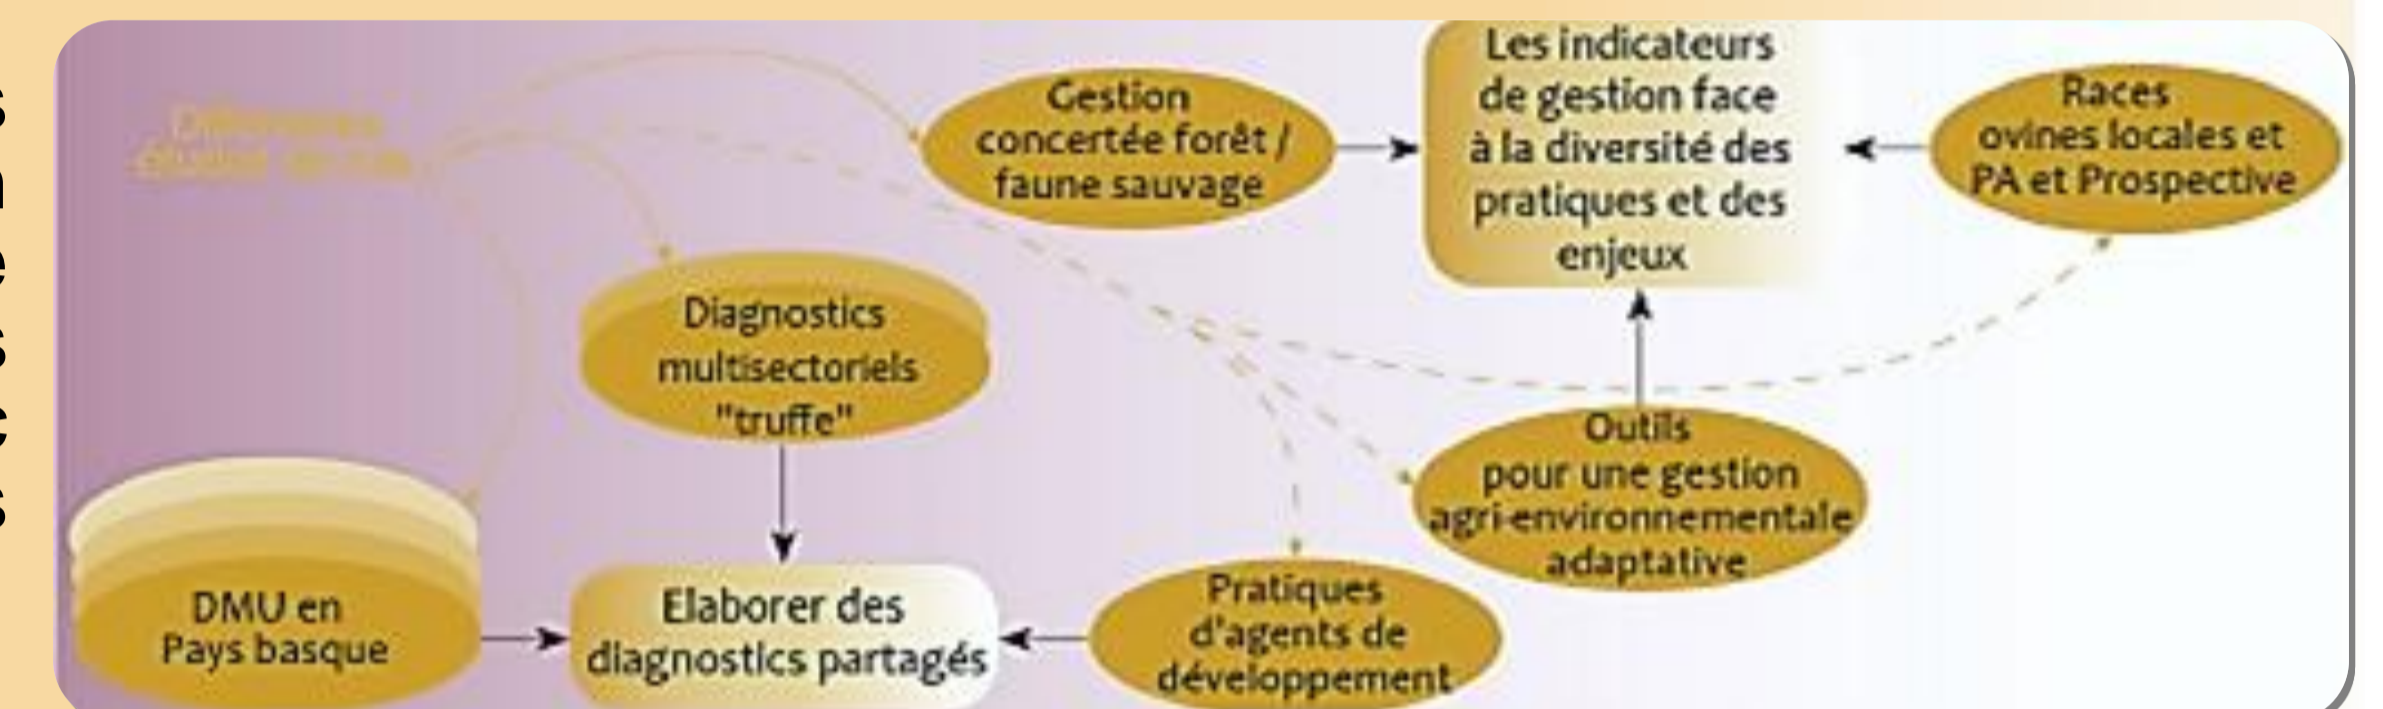 Gestion
concertée forêt /
faune sauvage
Les indicateurs
de gestion face
à la diversité des
pratiques et des
enjeux
Races
ovines locales et
PA et Prospective
Diagnostics
multisectoriels
"truffe"
Outils
pour une gestion
agri-environnementale
adaptative
DMU en
Pays basque
Elaborer des
diagnostics partagés
Pratiques
d'agents de
développement